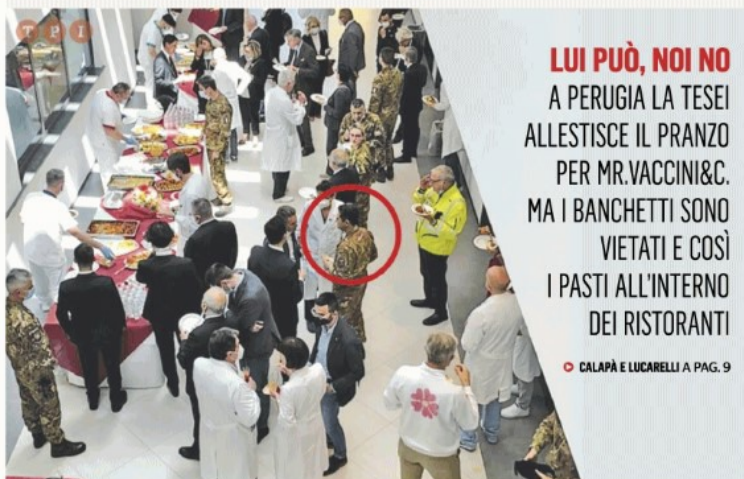 TPI
LUI PUÒ, NOI NO
A PERUGIA LA TESEI
ALLESTISCE IL PRANZO
PER MR.VACCINI&C.
MA I BANCHETTI SONO
VIETATI E COSÌ
I PASTI ALL'INTERNO
DEI RISTORANTI
CALAPÀ E LUCARELLI A PAG. 9